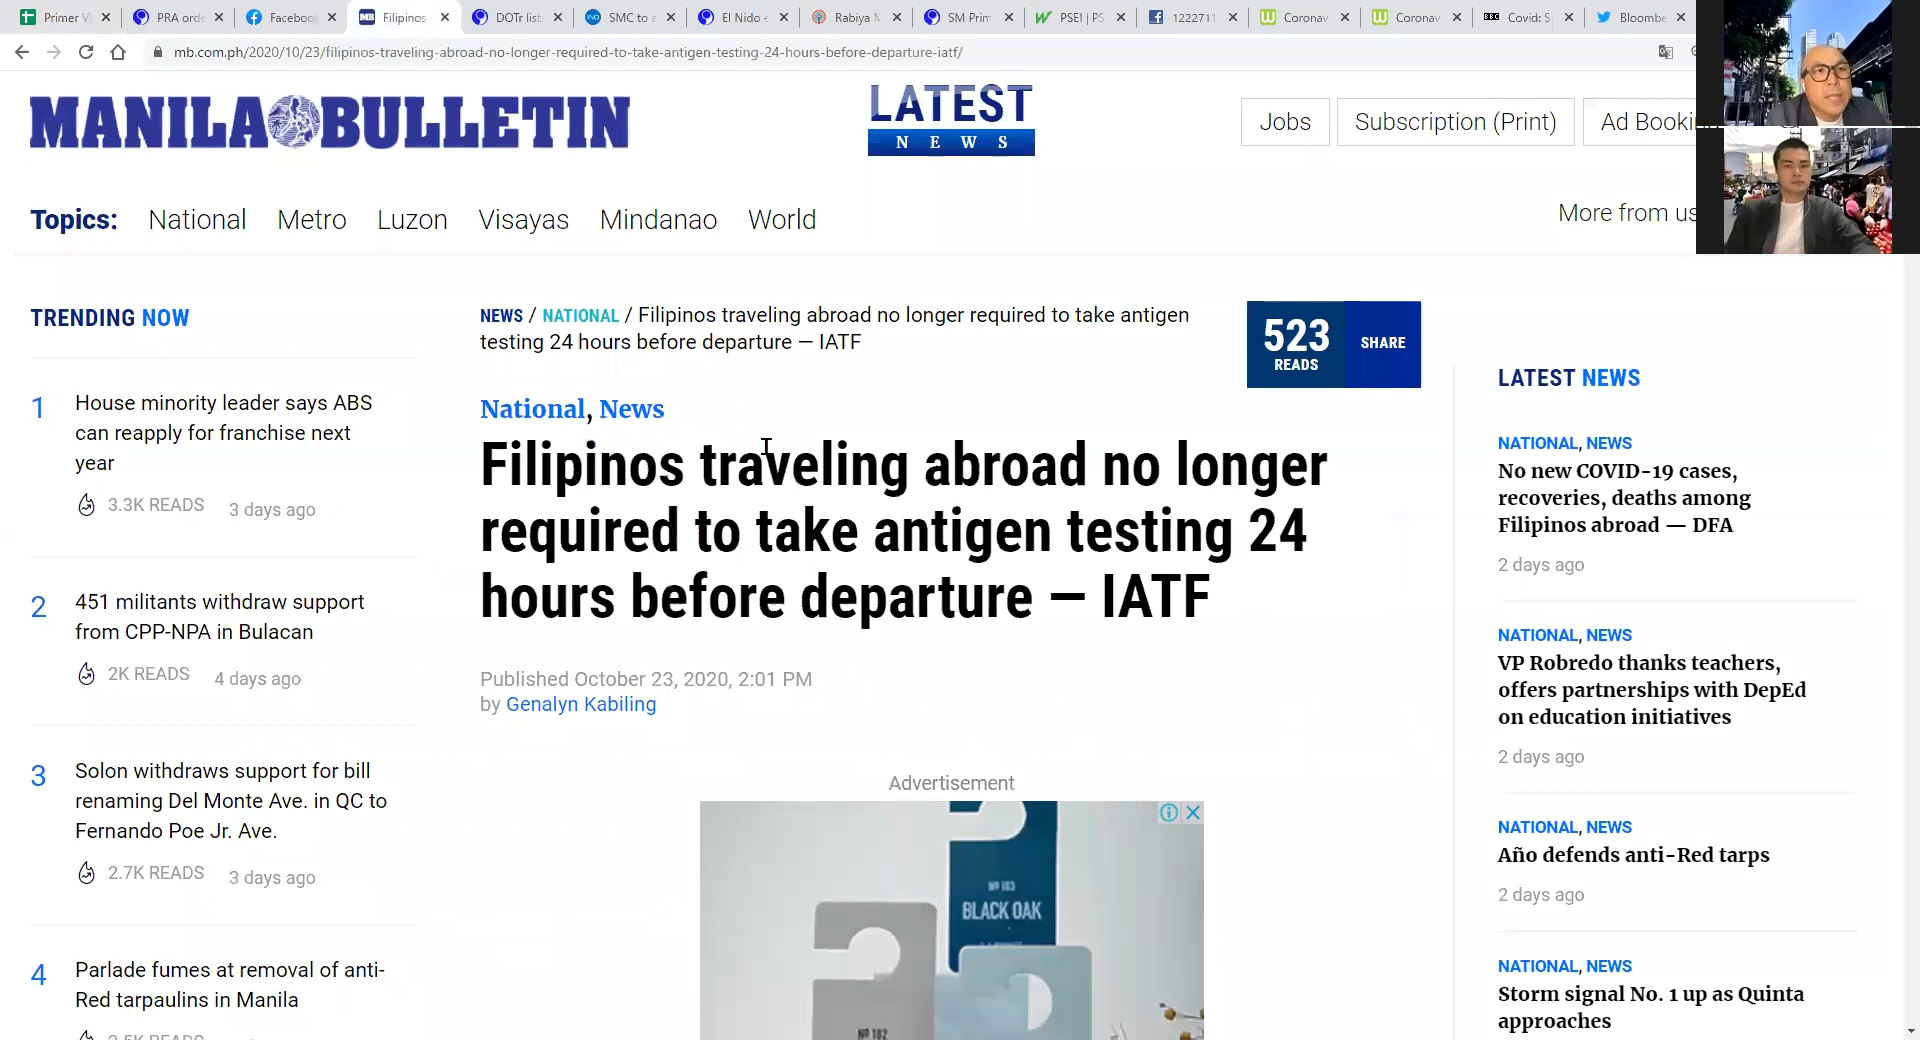 Primer V
PRA orde
Facebool
Filipinos
DOTr list
SMC to a
El Nido
Rabiya
SM Prim
PSEI | PS
1222711
Coronav
Coronav
Covid: S
Bloombe
mb.com.ph/2020/10/23/filipinos-traveling-abroad-no-longer-required-to-take-antigen-testing-24-hours-before-departure-iatf/
MANILA BULLETIN
LATEST
NEWS
Jobs
Subscription (Print)
Ad Booki
Topics:
National
Metro
Luzon
Visayas
Mindanao
World
More from us
TRENDING NOW
1
House minority leader says ABS
can reapply for franchise next
year
3.3K READS
3 days ago
2
451 militants withdraw support
from CPP-NPA in Bulacan
2K READS
4 days ago
3
Solon withdraws support for bill
renaming Del Monte Ave. in QC to
Fernando Poe Jr. Ave.
2.7K READS
3 days ago
4
Parlade fumes at removal of anti-
Red tarpaulins in Manila
NEWS / NATIONAL / Filipinos traveling abroad no longer required to take antigen
testing 24 hours before departure — IATF
523
READS
SHARE
National, News
Filipinos traveling abroad no longer
required to take antigen testing 24
hours before departure — IATF
Published October 23, 2020, 2:01 PM
by Genalyn Kabiling
Advertisement
Nº 183
BLACK OAK
Nº 182
LATEST NEWS
NATIONAL, NEWS
No new COVID-19 cases,
recoveries, deaths among
Filipinos abroad — DFA
2 days ago
NATIONAL, NEWS
VP Robredo thanks teachers,
offers partnerships with DepEd
on education initiatives
2 days ago
NATIONAL, NEWS
Año defends anti-Red tarps
2 days ago
NATIONAL, NEWS
Storm signal No. 1 up as Quinta
approaches